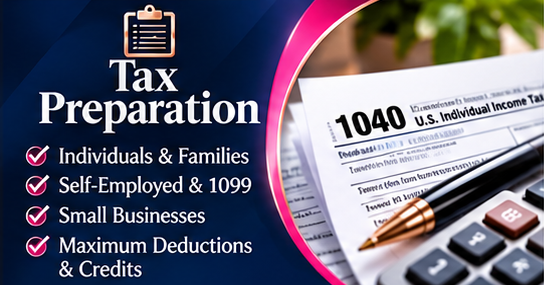 Tax
Preparation
Individuals & Families
Self-Employed & 1099
Small Businesses
Maximum Deductions
& Credits
1040
U.S. Individual Income Tax